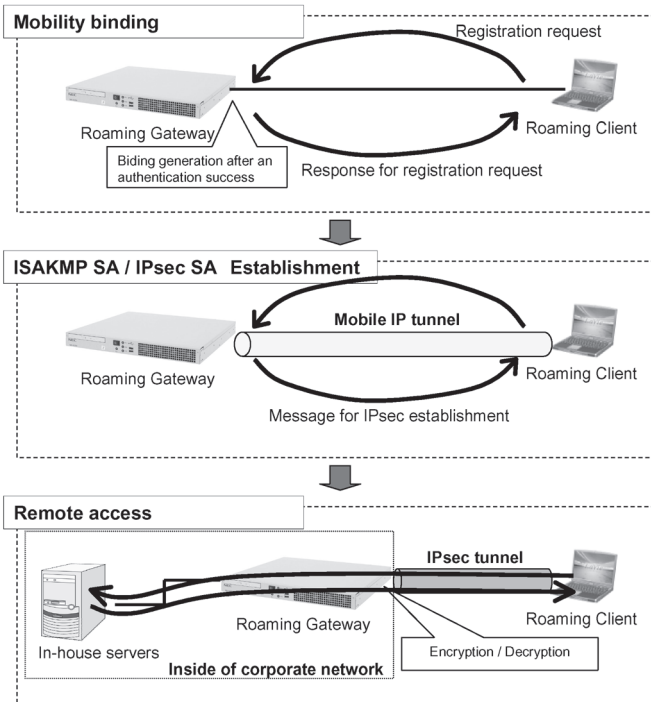 Mobility binding
Registration request
Roaming Gateway
Roaming Client
Biding generation after an
authentication success
Response for registration request
ISAKMP SA / IPsec SA Establishment
Mobile IP tunnel
Roaming Gateway
Roaming Client
Message for IPsec establishment
Remote access
IPsec tunnel
Roaming Gateway
Roaming Client
In-house servers
Encryption / Decryption
Inside of corporate network